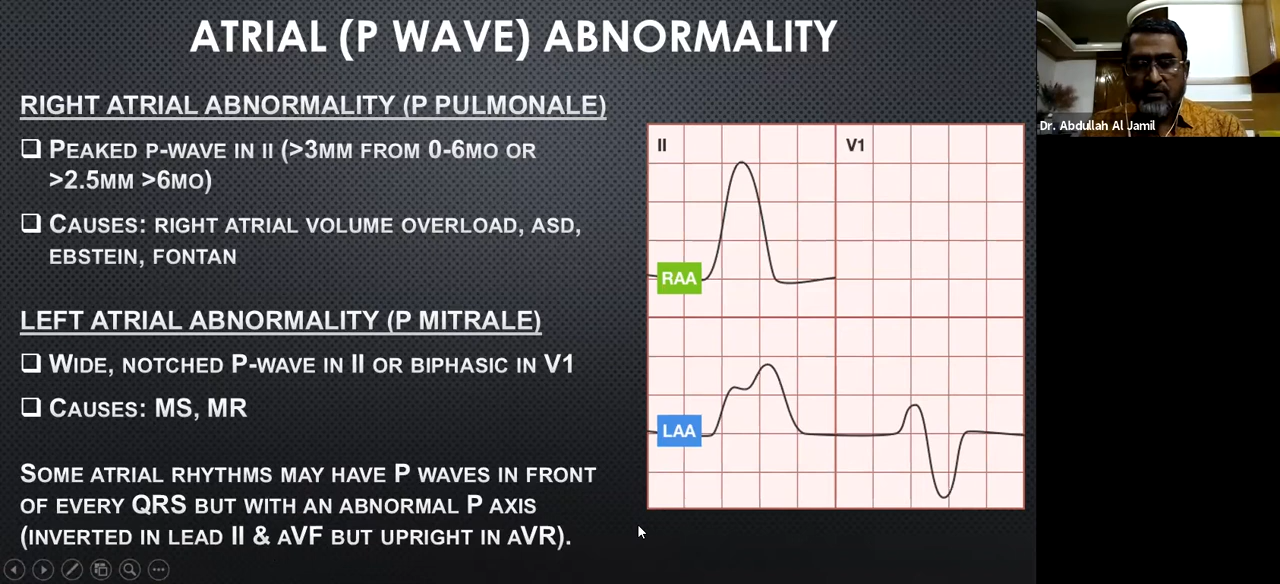 ATRIAL (P WAVE) ABNORMALITY
RIGHT ATRIAL ABNORMALITY (P PULMONALE)
PEAKED P-WAVE IN II (>3MM FROM 0-6MO OR
>2.5MM >6MO)
CAUSES: RIGHT ATRIAL VOLUME OVERLOAD, ASD,
EBSTEIN, FONTAN
LEFT ATRIAL ABNORMALITY (P MITRALE)
WIDE, NOTCHED P-WAVE IN II OR BIPHASIC IN V1
CAUSES: MS, MR
SOME ATRIAL RHYTHMS MAY HAVE P WAVES IN FRONT
OF EVERY QRS BUT WITH AN ABNORMAL P AXIS
(INVERTED IN LEAD II & AVF BUT UPRIGHT IN AVR).
II
V1
RAA
LAA
Dr. Abdullah Al Jamil